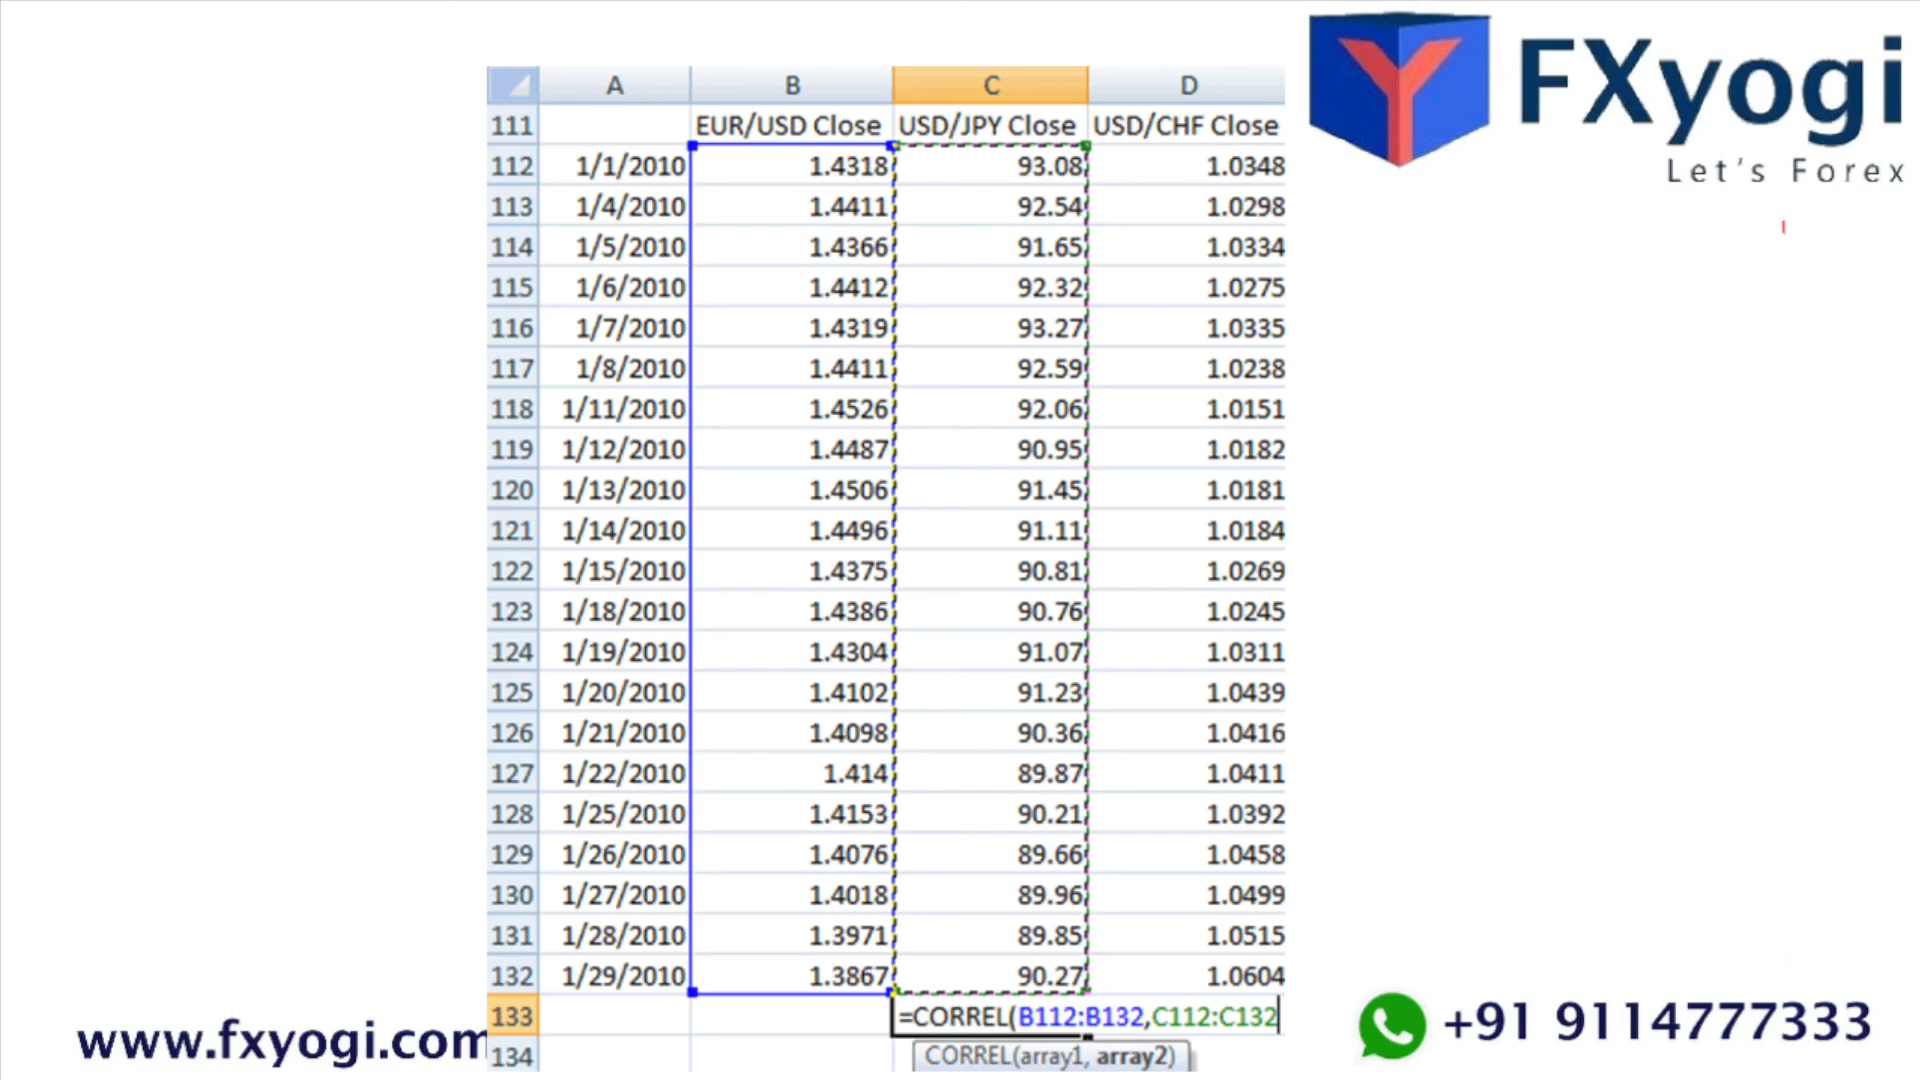 FXyogi
Let's Forex
A B C D
111 EUR/USD Close USD/JPY Close USD/CHF Close
112 1/1/2010 1.4318 93.08 1.0348
113 1/4/2010 1.4411 92.54 1.0298
114 1/5/2010 1.4366 91.65 1.0334
115 1/6/2010 1.4412 92.32 1.0275
116 1/7/2010 1.4319 93.27 1.0335
117 1/8/2010 1.4411 92.59 1.0238
118 1/11/2010 1.4526 92.06 1.0151
119 1/12/2010 1.4487 90.95 1.0182
120 1/13/2010 1.4506 91.45 1.0181
121 1/14/2010 1.4496 91.11 1.0184
122 1/15/2010 1.4375 90.81 1.0269
123 1/18/2010 1.4386 90.76 1.0245
124 1/19/2010 1.4304 91.07 1.0311
125 1/20/2010 1.4102 91.23 1.0439
126 1/21/2010 1.4098 90.36 1.0416
127 1/22/2010 1.414 89.87 1.0411
128 1/25/2010 1.4153 90.21 1.0392
129 1/26/2010 1.4076 89.66 1.0458
130 1/27/2010 1.4018 89.96 1.0499
131 1/28/2010 1.3971 89.85 1.0515
132 1/29/2010 1.3867 90.27 1.0604
133 =CORREL(B112:B132,C112:C132
134 CORREL(array1, array2)
www.fxyogi.com
+91 9114777333